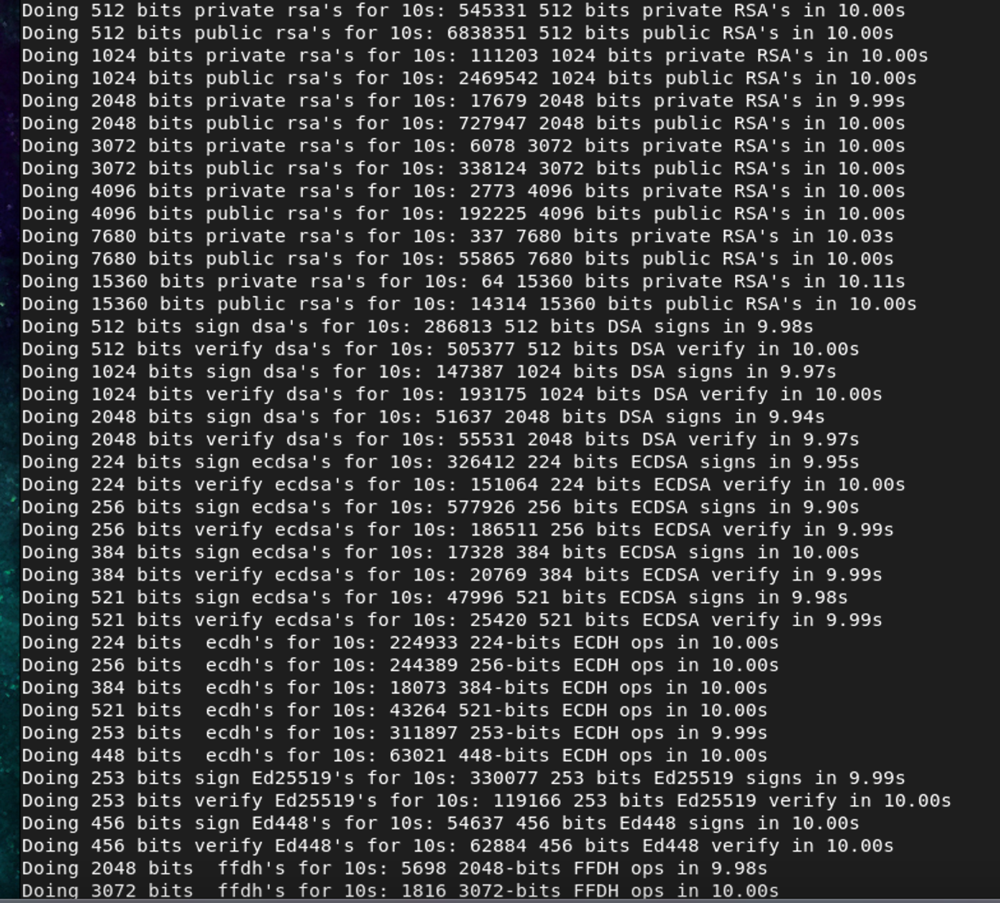 Doing 512 bits private rsa's for 10s: 545331 512 bits private RSA's in 10.00s
Doing 512 bits public rsa's for 10s: 6838351 512 bits public RSA's in 10.00s
Doing 1024 bits private rsa's for 10s: 111203 1024 bits private RSA's in 10.00s
Doing 1024 bits public rsa's for 10s: 2469542 1024 bits public RSA's in 10.00s
Doing 2048 bits private rsa's for 10s: 17679 2048 bits private RSA's in 9.99s
Doing 2048 bits public rsa's for 10s: 727947 2048 bits public RSA's in 10.00s
Doing 3072 bits private rsa's for 10s: 6078 3072 bits private RSA's in 10.00s
Doing 3072 bits public rsa's for 10s: 338124 3072 bits public RSA's in 10.00s
Doing 4096 bits private rsa's for 10s: 2773 4096 bits private RSA's in 10.00s
Doing 4096 bits public rsa's for 10s: 192225 4096 bits public RSA's in 10.00s
Doing 7680 bits private rsa's for 10s: 337 7680 bits private RSA's in 10.03s
Doing 7680 bits public rsa's for 10s: 55865 7680 bits public RSA's in 10.00s
Doing 15360 bits private rsa's for 10s: 64 15360 bits private RSA's in 10.11s
Doing 15360 bits public rsa's for 10s: 14314 15360 bits public RSA's in 10.00s
Doing 512 bits sign dsa's for 10s: 286813 512 bits DSA signs in 9.98s
Doing 512 bits verify dsa's for 10s: 505377 512 bits DSA verify in 10.00s
Doing 1024 bits sign dsa's for 10s: 147387 1024 bits DSA signs in 9.97s
Doing 1024 bits verify dsa's for 10s: 193175 1024 bits DSA verify in 10.00s
Doing 2048 bits sign dsa's for 10s: 51637 2048 bits DSA signs in 9.94s
Doing 2048 bits verify dsa's for 10s: 55531 2048 bits DSA verify in 9.97s
Doing 224 bits sign ecdsa's for 10s: 326412 224 bits ECDSA signs in 9.95s
Doing 224 bits verify ecdsa's for 10s: 151064 224 bits ECDSA verify in 10.00s
Doing 256 bits sign ecdsa's for 10s: 577926 256 bits ECDSA signs in 9.90s
Doing 256 bits verify ecdsa's for 10s: 186511 256 bits ECDSA verify in 9.99s
Doing 384 bits sign ecdsa's for 10s: 17328 384 bits ECDSA signs in 10.00s
Doing 384 bits verify ecdsa's for 10s: 20769 384 bits ECDSA verify in 9.99s
Doing 521 bits sign ecdsa's for 10s: 47996 521 bits ECDSA signs in 9.98s
Doing 521 bits verify ecdsa's for 10s: 25420 521 bits ECDSA verify in 9.99s
Doing 224 bits  ecdh's for 10s: 224933 224-bits ECDH ops in 10.00s
Doing 256 bits  ecdh's for 10s: 244389 256-bits ECDH ops in 10.00s
Doing 384 bits  ecdh's for 10s: 18073 384-bits ECDH ops in 10.00s
Doing 521 bits  ecdh's for 10s: 43264 521-bits ECDH ops in 10.00s
Doing 253 bits  ecdh's for 10s: 311897 253-bits ECDH ops in 9.99s
Doing 448 bits  ecdh's for 10s: 63021 448-bits ECDH ops in 10.00s
Doing 253 bits sign Ed25519's for 10s: 330077 253 bits Ed25519 signs in 9.99s
Doing 253 bits verify Ed25519's for 10s: 119166 253 bits Ed25519 verify in 10.00s
Doing 456 bits sign Ed448's for 10s: 54637 456 bits Ed448 signs in 10.00s
Doing 456 bits verify Ed448's for 10s: 62884 456 bits Ed448 verify in 10.00s
Doing 2048 bits  ffdh's for 10s: 5698 2048-bits FFDH ops in 9.98s
Doing 3072 bits  ffdh's for 10s: 1816 3072-bits FFDH ops in 10.00s